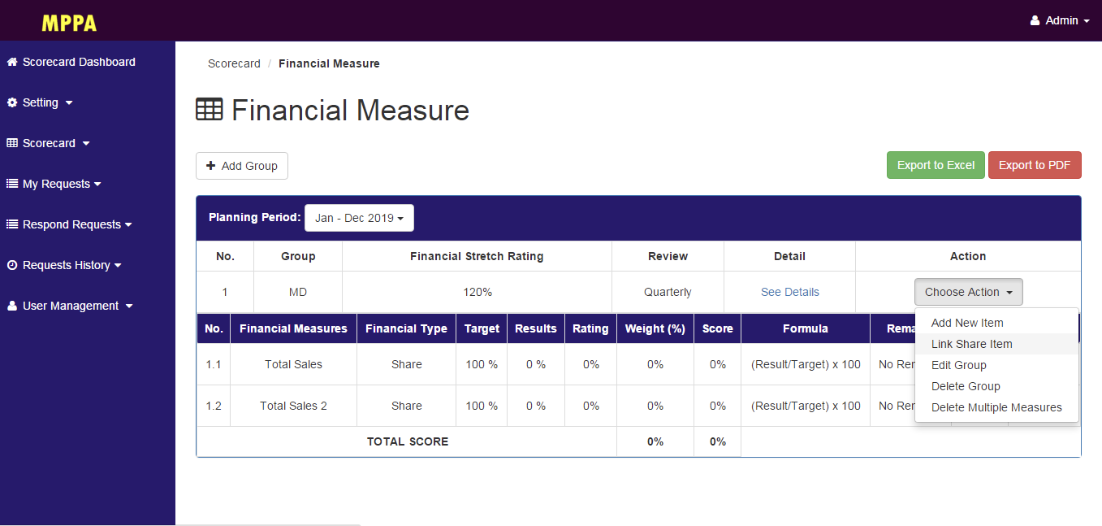 MPPA
Admin
Scorecard Dashboard
Setting
Scorecard
My Requests
Respond Requests
Requests History
User Management
Scorecard / Financial Measure
Financial Measure
Add Group
Export to Excel
Export to PDF
Planning Period: Jan - Dec 2019
No. Group Financial Stretch Rating Review Detail Action
1 MD 120% Quarterly See Details Choose Action
Add New Item
Link Share Item
Edit Group
Delete Group
Delete Multiple Measures
No. Financial Measures Financial Type Target Results Rating Weight (%) Score Formula Rema
1.1 Total Sales Share 100 % 0 % 0% 0% 0% (Result/Target) x 100 No Rer
1.2 Total Sales 2 Share 100 % 0 % 0% 0% 0% (Result/Target) x 100 No Rer
TOTAL SCORE 0% 0%